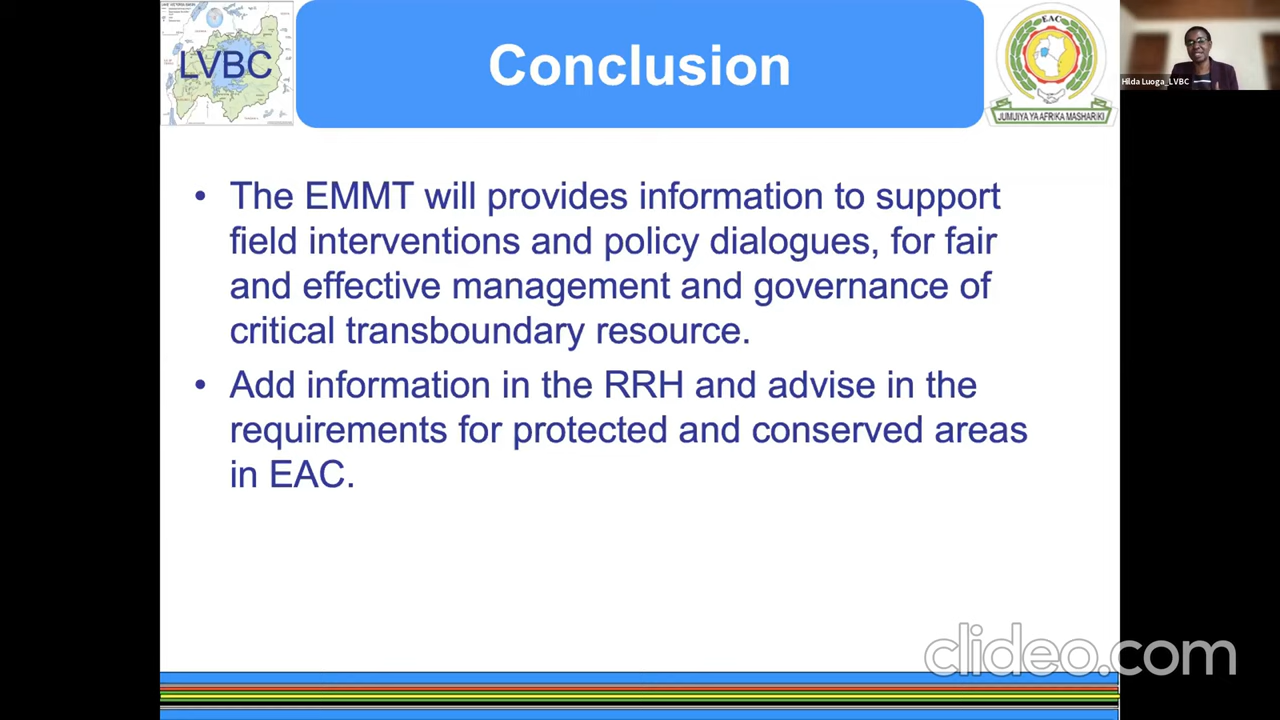 LVBC
Conclusion
EAC
JUMUIYA YA AFRIKA MASHARIKI
Hilda Luoga_LVBC
• The EMMT will provides information to support
field interventions and policy dialogues, for fair
and effective management and governance of
critical transboundary resource.
• Add information in the RRH and advise in the
requirements for protected and conserved areas
in EAC.
clideo.com